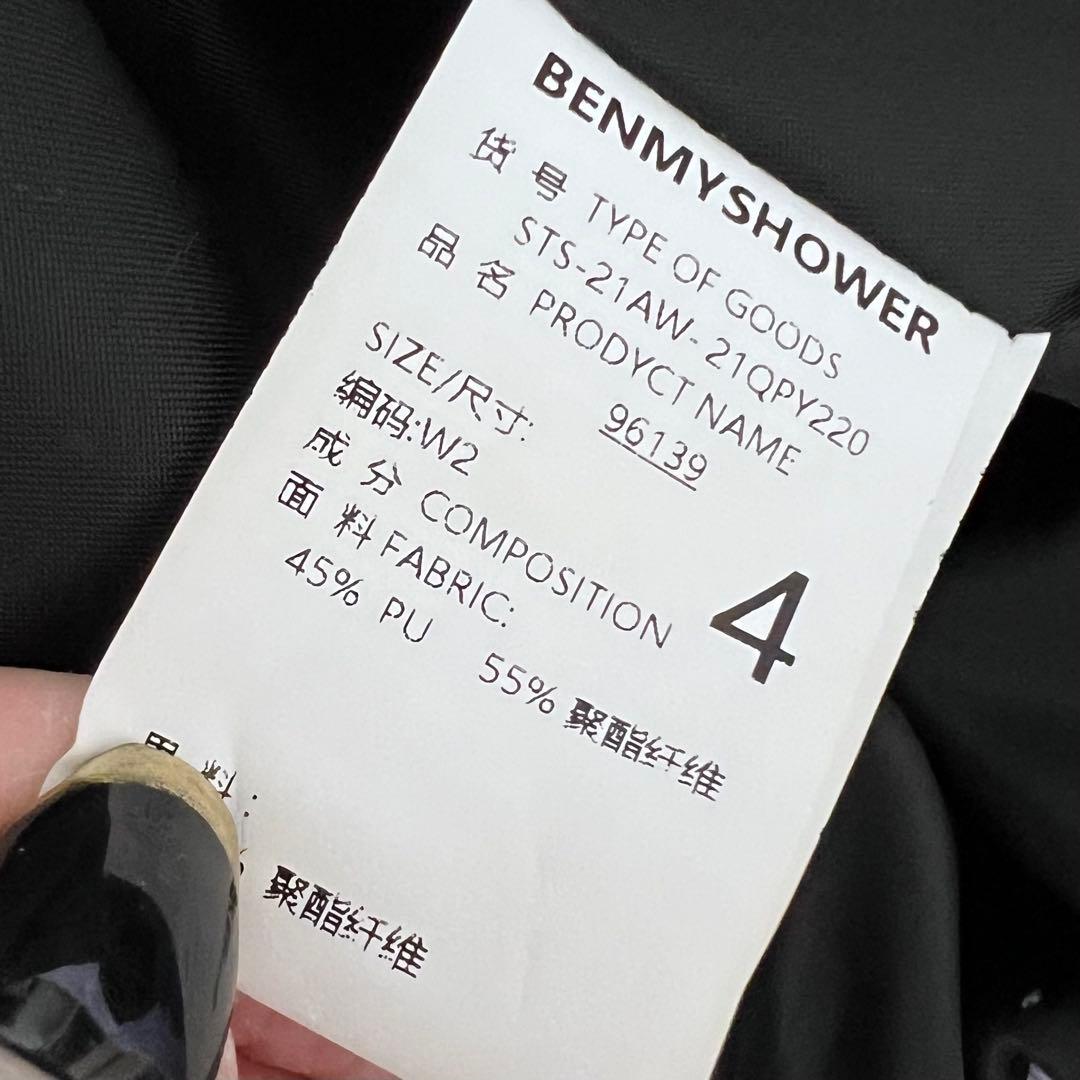 BENMYSHOWER
货 号 TYPE OF GOODS
STS-21AW-21QPY220
品 名 PRODYCT NAME
96139
SIZE/尺寸:
编码:W2
4
成 分 COMPOSITION
面 料 FABRIC:
45% PU 55% 聚酯纤维
料:
聚酯纤维